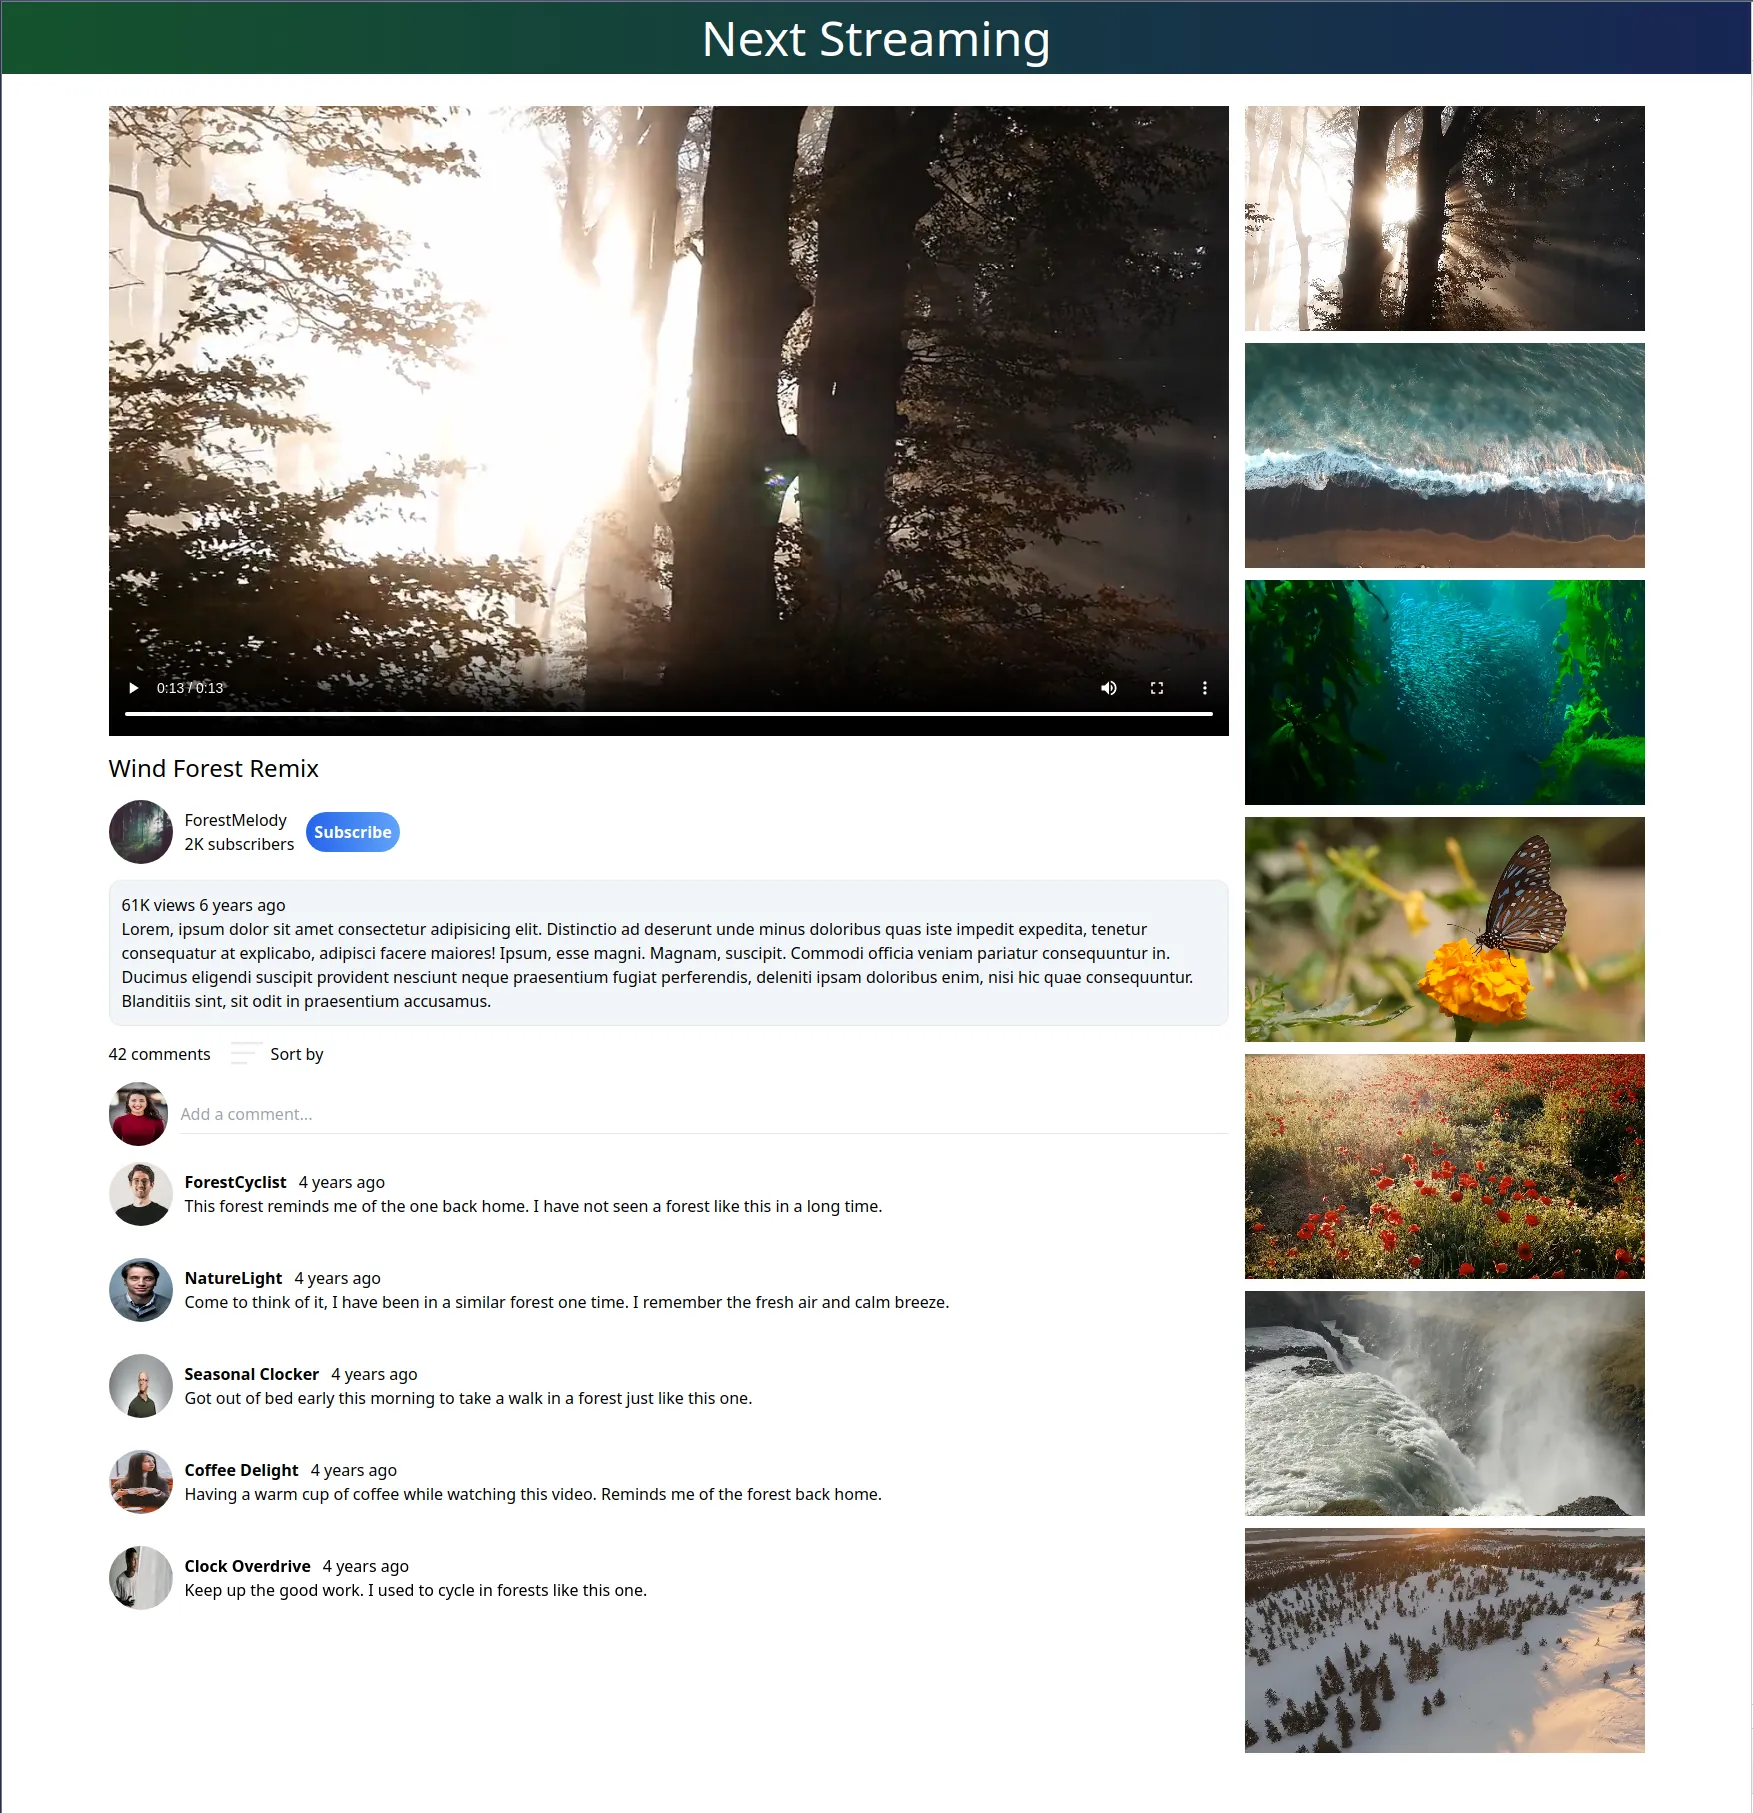 Next Streaming
0:13 / 0:13
Wind Forest Remix
ForestMelody
2K subscribers
Subscribe
61K views 6 years ago
Lorem, ipsum dolor sit amet consectetur adipisicing elit. Distinctio ad deserunt unde minus doloribus quas iste impedit expedita, tenetur
consequatur at explicabo, adipisci facere maiores! Ipsum, esse magni. Magnam, suscipit. Commodi officia veniam pariatur consequuntur in.
Ducimus eligendi suscipit provident nesciunt neque praesentium fugiat perferendis, deleniti ipsam doloribus enim, nisi hic quae consequuntur.
Blanditiis sint, sit odit in praesentium accusamus.
42 comments Sort by
Add a comment...
ForestCyclist 4 years ago
This forest reminds me of the one back home. I have not seen a forest like this in a long time.
NatureLight 4 years ago
Come to think of it, I have been in a similar forest one time. I remember the fresh air and calm breeze.
Seasonal Clocker 4 years ago
Got out of bed early this morning to take a walk in a forest just like this one.
Coffee Delight 4 years ago
Having a warm cup of coffee while watching this video. Reminds me of the forest back home.
Clock Overdrive 4 years ago
Keep up the good work. I used to cycle in forests like this one.